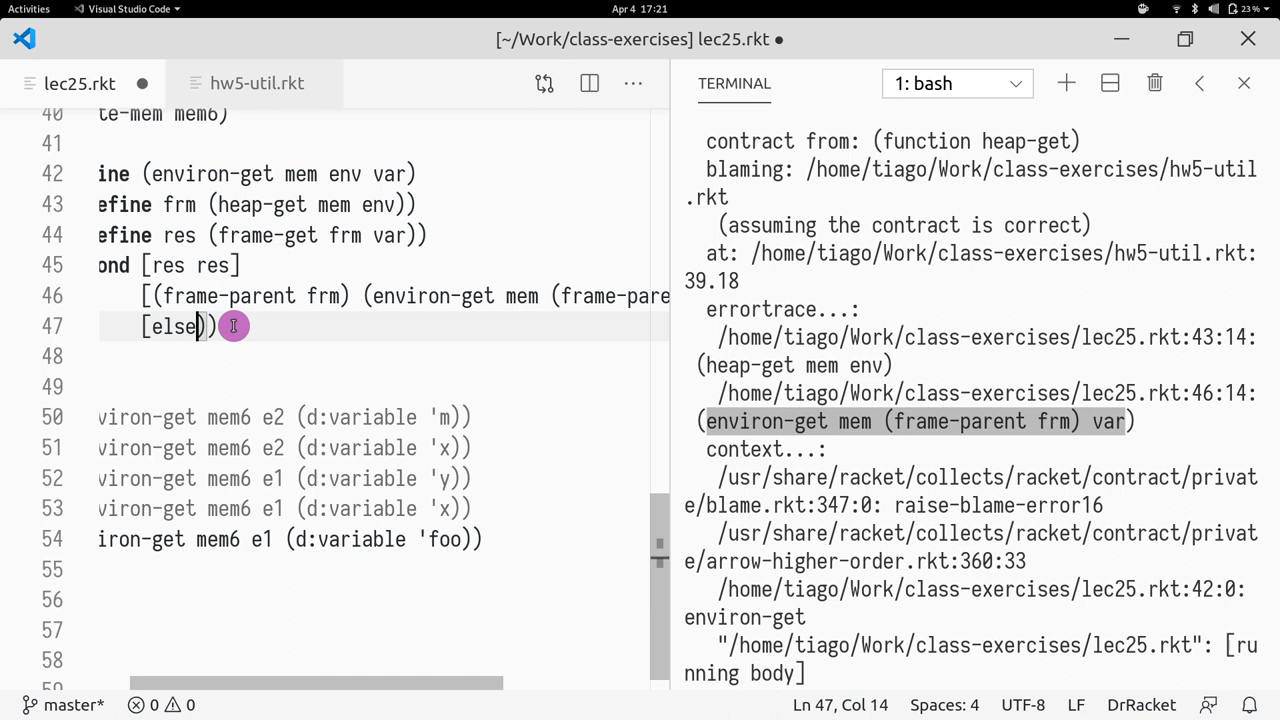 Activities
Visual Studio Code
Apr 4 17:21
23%
[~/Work/class-exercises] lec25.rkt ●
lec25.rkt
hw5-util.rkt
TERMINAL
1: bash
40 te-mem mem6)
41
42 ine (environ-get mem env var)
43 efine frm (heap-get mem env))
44 efine res (frame-get frm var))
45 ond [res res]
46 [(frame-parent frm) (environ-get mem (frame-pare
47 [else))
48
49
50 viron-get mem6 e2 (d:variable 'm))
51 viron-get mem6 e2 (d:variable 'x))
52 viron-get mem6 e1 (d:variable 'y))
53 viron-get mem6 e1 (d:variable 'x))
54 iron-get mem6 e1 (d:variable 'foo))
55
56
57
58
59
contract from: (function heap-get)
blaming: /home/tiago/Work/class-exercises/hw5-util
.rkt
(assuming the contract is correct)
at: /home/tiago/Work/class-exercises/hw5-util.rkt:
39.18
errortrace...:
/home/tiago/Work/class-exercises/lec25.rkt:43:14:
(heap-get mem env)
/home/tiago/Work/class-exercises/lec25.rkt:46:14:
(environ-get mem (frame-parent frm) var)
context...:
/usr/share/racket/collects/racket/contract/privat
e/blame.rkt:347:0: raise-blame-error16
/usr/share/racket/collects/racket/contract/privat
e/arrow-higher-order.rkt:360:33
/home/tiago/Work/class-exercises/lec25.rkt:42:0:
environ-get
"/home/tiago/Work/class-exercises/lec25.rkt": [ru
nning body]
master*
0
0
Ln 47, Col 14
Spaces: 4
UTF-8
LF
DrRacket